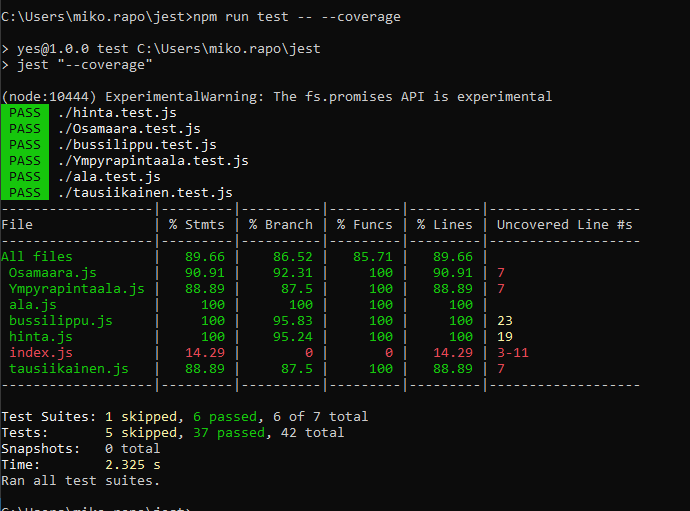 C:\Users\miko.rapo\jest>npm run test -- --coverage
> yes@1.0.0 test C:\Users\miko.rapo\jest
> jest "--coverage"
(node:10444) ExperimentalWarning: The fs.promises API is experimental
PASS ./hinta.test.js
PASS ./Osamaara.test.js
PASS ./bussilippu.test.js
PASS ./Ympyrapintaala.test.js
PASS ./ala.test.js
PASS ./tausiikainen.test.js
--------------------|---------|----------|---------|---------|-------------------
File                | % Stmts | % Branch | % Funcs | % Lines | Uncovered Line #s
--------------------|---------|----------|---------|---------|-------------------
All files           |   89.66 |    86.52 |   85.71 |   89.66 |
 Osamaara.js        |   90.91 |    92.31 |     100 |   90.91 | 7
 Ympyrapintaala.js  |   88.89 |     87.5 |     100 |   88.89 | 7
 ala.js             |     100 |      100 |     100 |     100 |
 bussilippu.js      |     100 |    95.83 |     100 |     100 | 23
 hinta.js           |     100 |    95.24 |     100 |     100 | 19
 index.js           |   14.29 |        0 |       0 |   14.29 | 3-11
 tausiikainen.js    |   88.89 |     87.5 |     100 |   88.89 | 7
--------------------|---------|----------|---------|---------|-------------------
Test Suites: 1 skipped, 6 passed, 6 of 7 total
Tests:       5 skipped, 37 passed, 42 total
Snapshots:   0 total
Time:        2.325 s
Ran all test suites.
C:\Users\miko.rapo\jest>